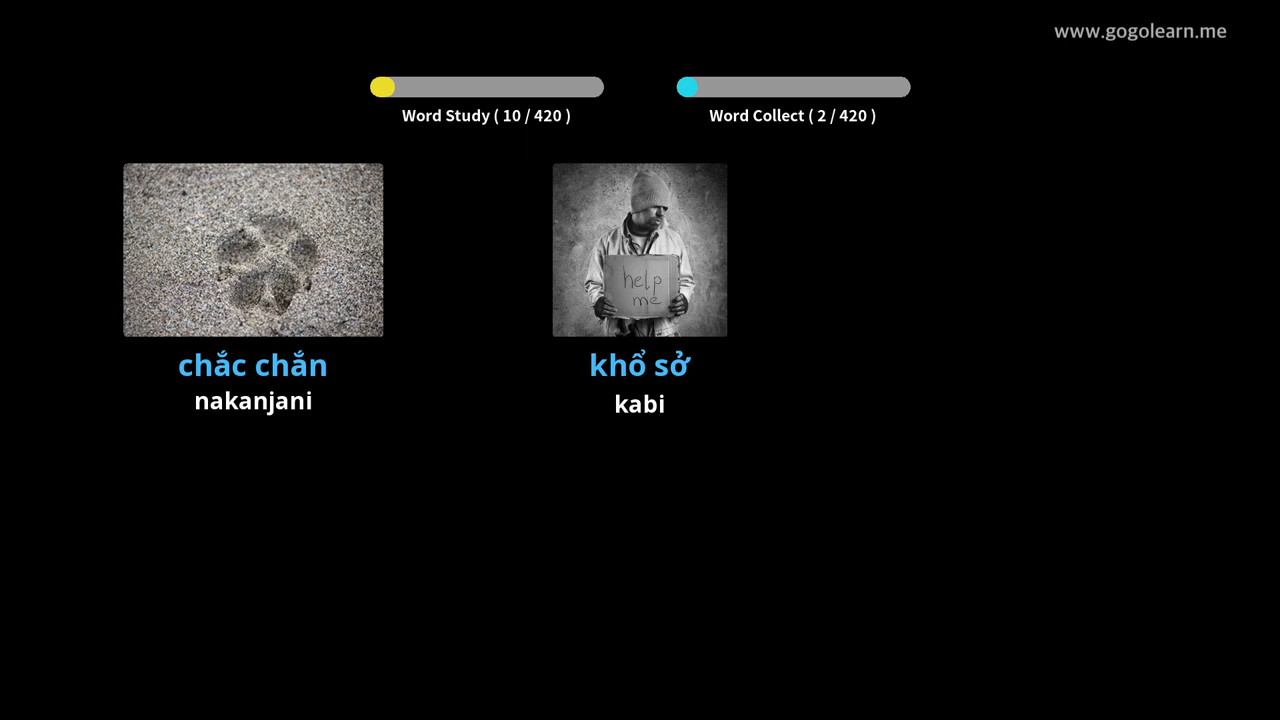 www.gogolearn.me
Word Study ( 10 / 420 )
Word Collect ( 2 / 420 )
help
me
chắc chắn
nakanjani
khổ sở
kabi